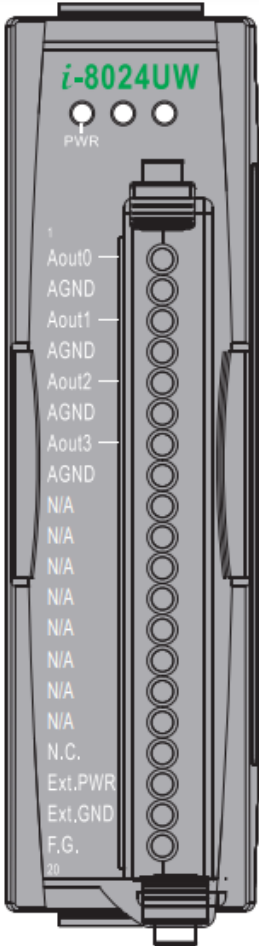 i-8024UW
PWR
1
Aout0
AGND
Aout1
AGND
Aout2
AGND
Aout3
AGND
N/A
N/A
N/A
N/A
N/A
N/A
N/A
N/A
N.C.
Ext.PWR
Ext.GND
F.G.
20